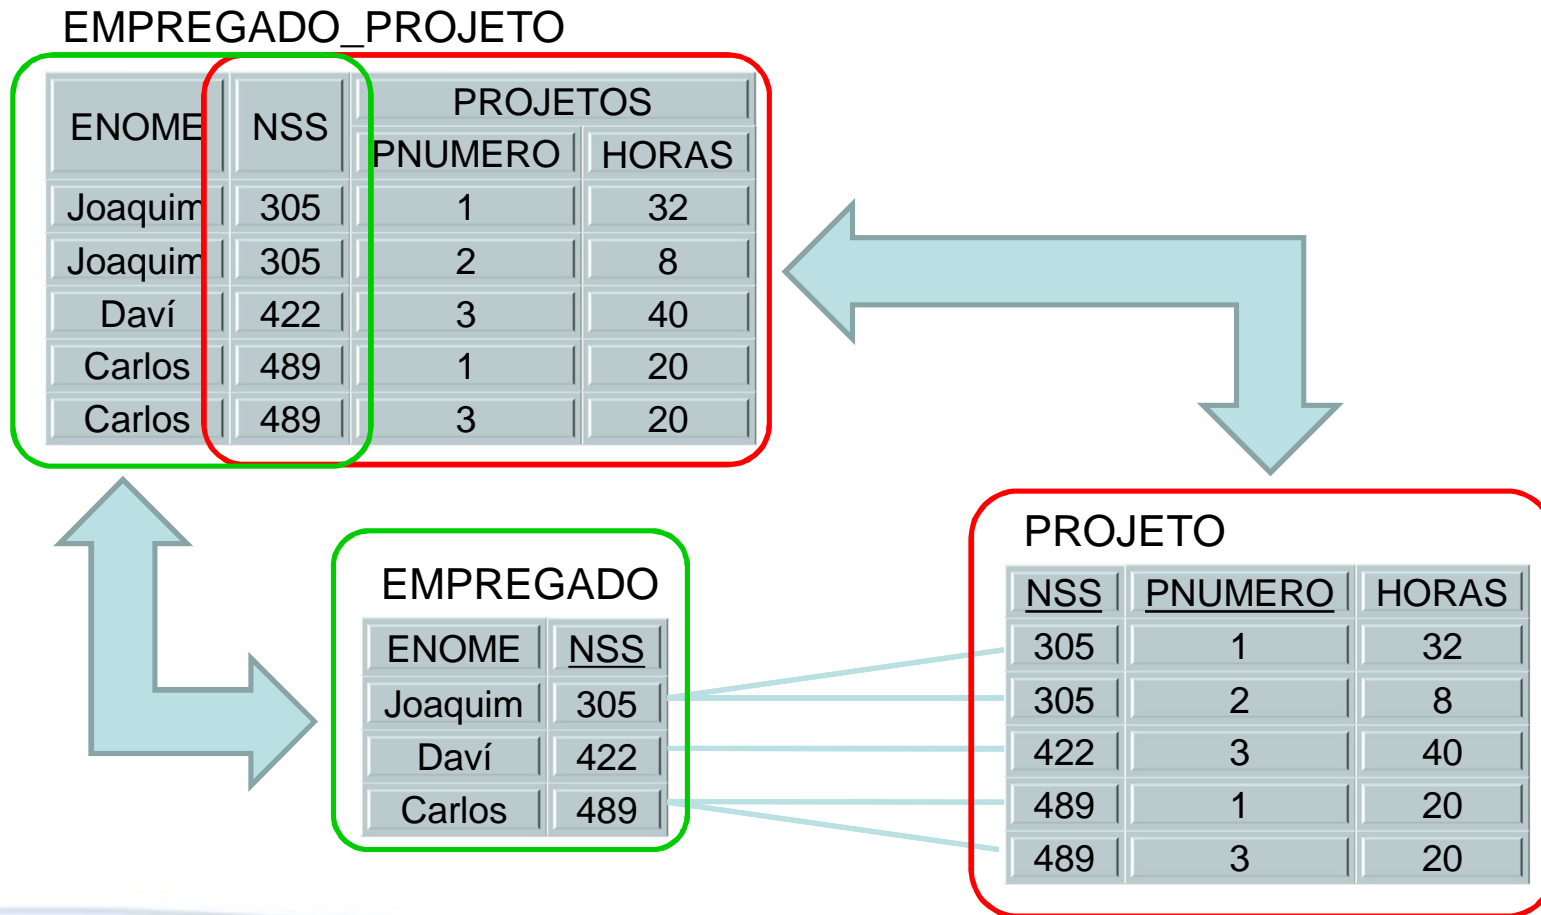 EMPREGADO_PROJETO
ENOME NSS PROJETOS
PNUMERO HORAS
Joaquim 305 1 32
Joaquim 305 2 8
Daví 422 3 40
Carlos 489 1 20
Carlos 489 3 20
EMPREGADO
ENOME NSS
Joaquim 305
Daví 422
Carlos 489
PROJETO
NSS PNUMERO HORAS
305 1 32
305 2 8
422 3 40
489 1 20
489 3 20